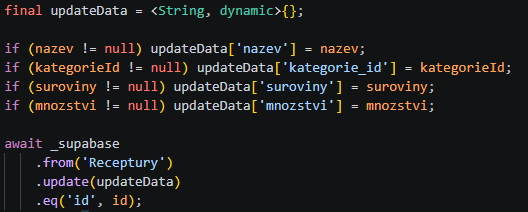 final updateData = <String, dynamic>{};
if (nazev != null) updateData['nazev'] = nazev;
if (kategorieId != null) updateData['kategorie_id'] = kategorieId;
if (suroviny != null) updateData['suroviny'] = suroviny;
if (mnozstvi != null) updateData['mnozstvi'] = mnozstvi;
await _supabase
.from('Receptury')
.update(updateData)
.eq('id', id);